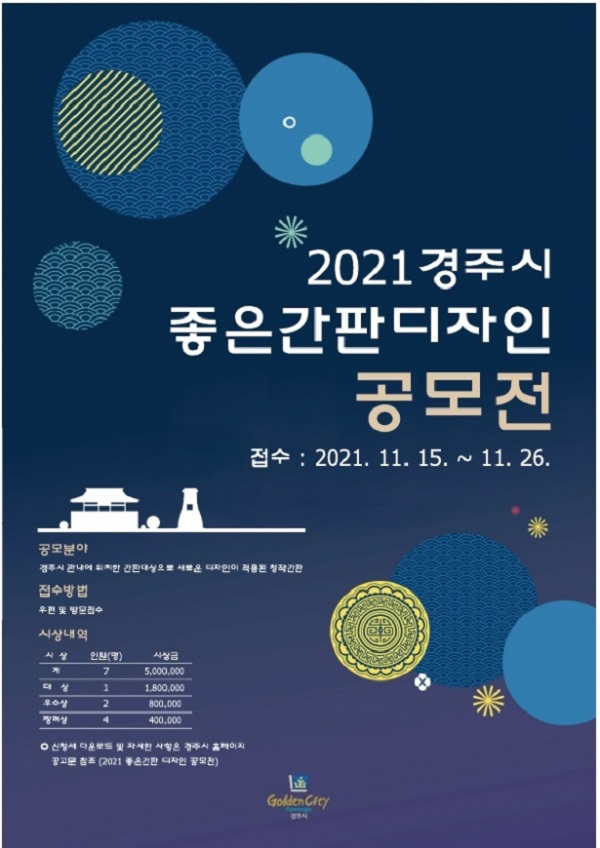 2021 경주시
좋은간판디자인
공모전
접수 : 2021. 11. 15. ~ 11. 26.
공모분야
경주시 관내에 위치한 간판대상으로 새로운 디자인이 적용된 창작간판
접수방법
우편 및 방문접수
시상내역
시 상 인원(명) 시상금
계 7 5,000,000
대 상 1 1,800,000
우수상 2 800,000
장려상 4 400,000
신청서 다운로드 및 자세한 사항은 경주시 홈페이지
공고문 참조 (2021 좋은간판 디자인 공모전)
Golden City
Gyeongju
경주시